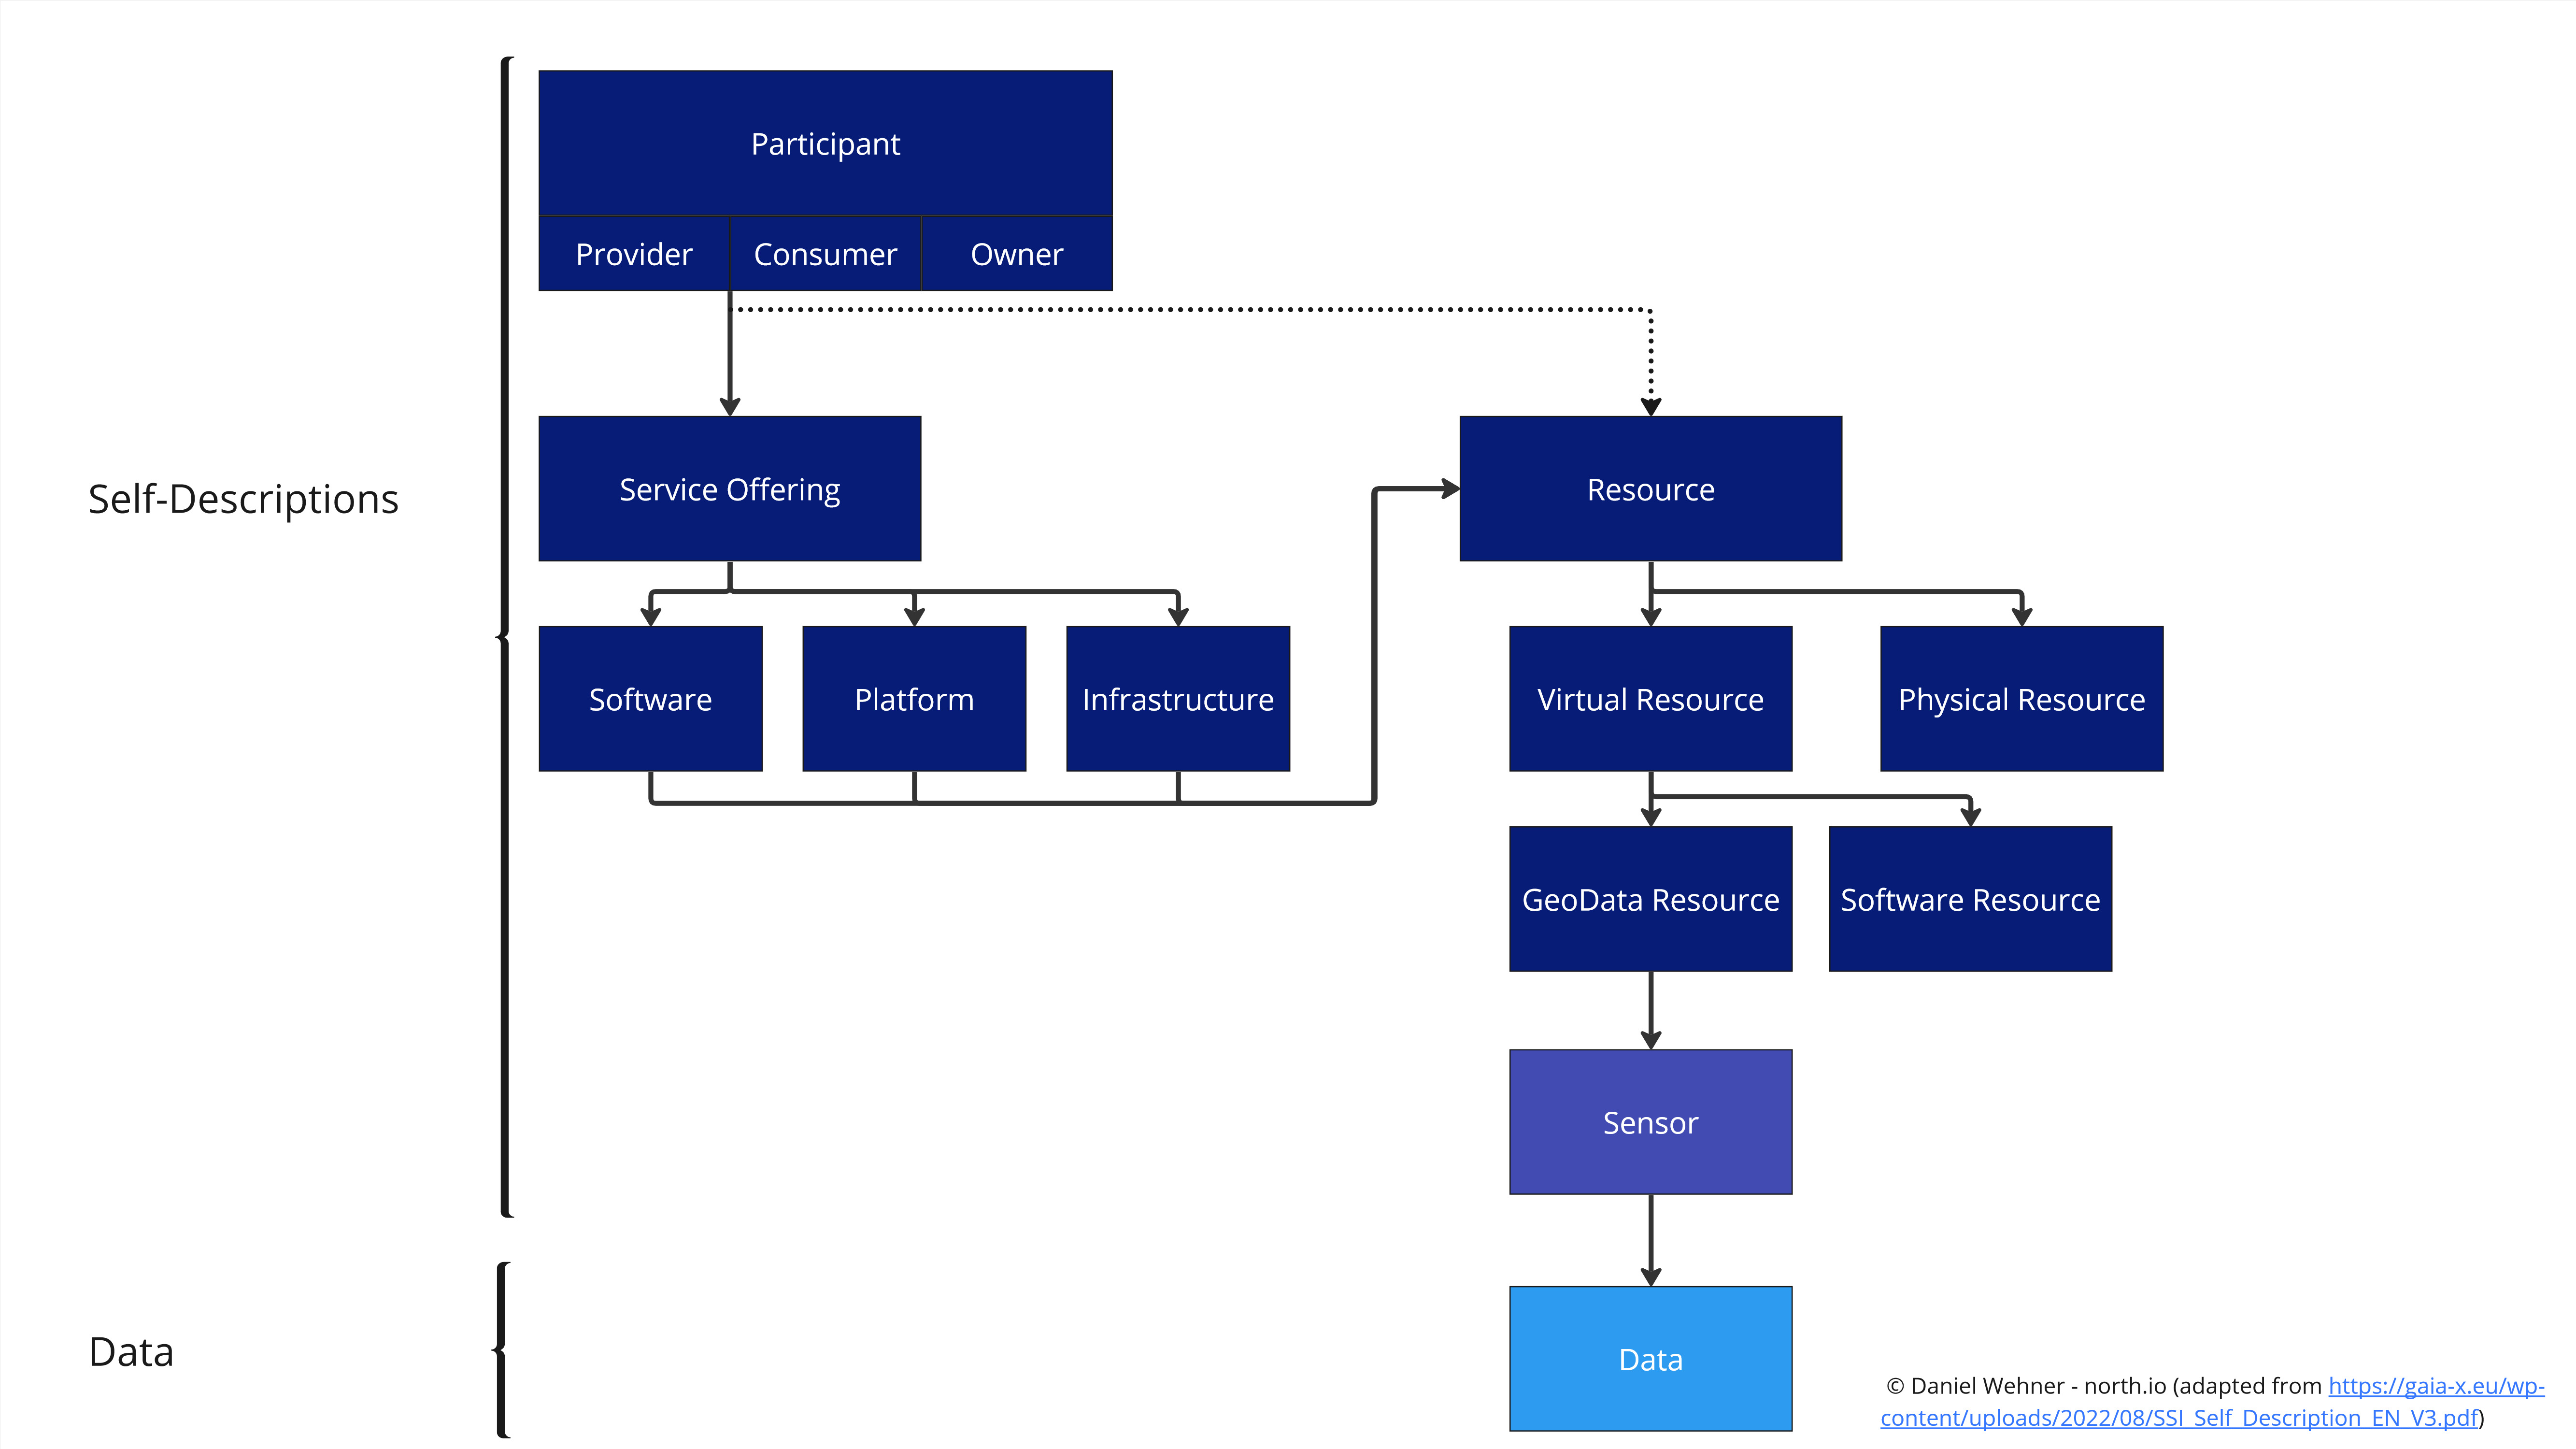 Participant
Provider
Consumer
Owner
Self-Descriptions
Service Offering
Resource
Software
Platform
Infrastructure
Virtual Resource
Physical Resource
GeoData Resource
Software Resource
Sensor
Data
Data
© Daniel Wehner - north.io (adapted from https://gaia-x.eu/wp-
content/uploads/2022/08/SSI_Self_Description_EN_V3.pdf)